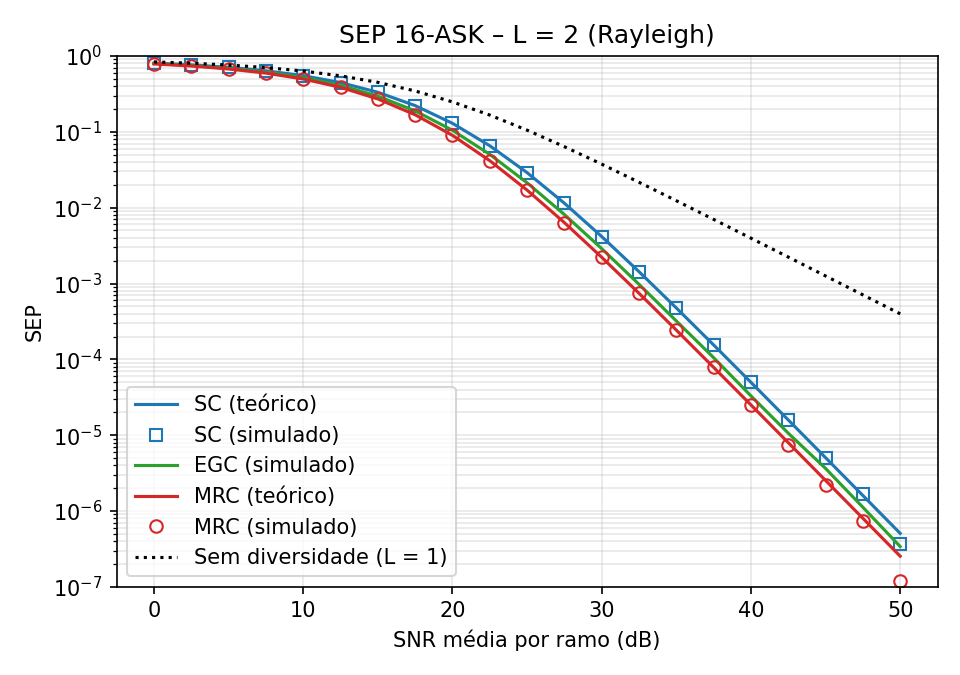 SEP 16-ASK – L = 2 (Rayleigh)
SEP
10^0
10^-1
10^-2
10^-3
10^-4
10^-5
10^-6
10^-7
SC (teórico)
SC (simulado)
EGC (simulado)
MRC (teórico)
MRC (simulado)
Sem diversidade (L = 1)
0 10 20 30 40 50
SNR média por ramo (dB)